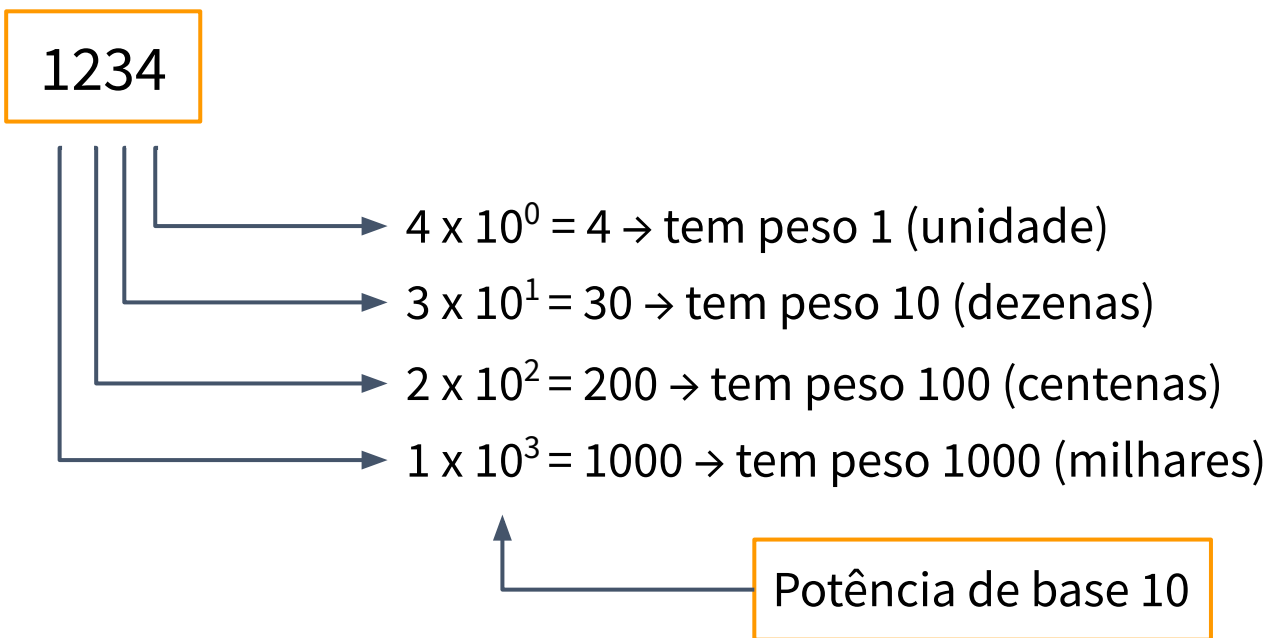 1234
4 x 10⁰ = 4 → tem peso 1 (unidade)
3 x 10¹ = 30 → tem peso 10 (dezenas)
2 x 10² = 200 → tem peso 100 (centenas)
1 x 10³ = 1000 → tem peso 1000 (milhares)
Potência de base 10